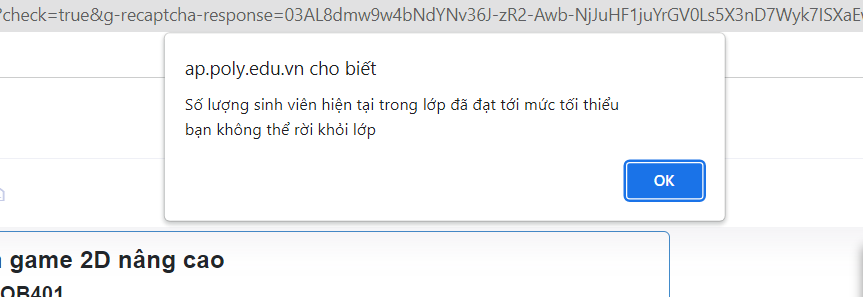 ?check=true&g-recaptcha-response=03AL8dmw9w4bNdYNv36J-zR2-Awb-NjJuHF1juYrGV0Ls5X3nD7Wyk7ISXaEv
ap.poly.edu.vn cho biết
Số lượng sinh viên hiện tại trong lớp đã đạt tới mức tối thiểu
bạn không thể rời khỏi lớp
OK
game 2D nâng cao
OB401